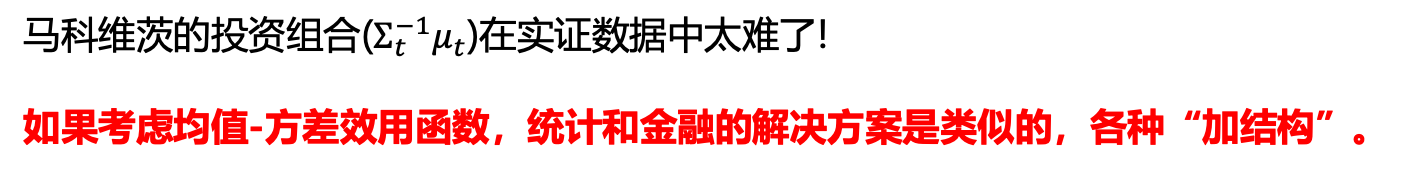 马科维茨的投资组合($\Sigma_t^{-1}\mu_t$)在实证数据中太难了!
如果考虑均值-方差效用函数，统计和金融的解决方案是类似的，各种“加结构”。